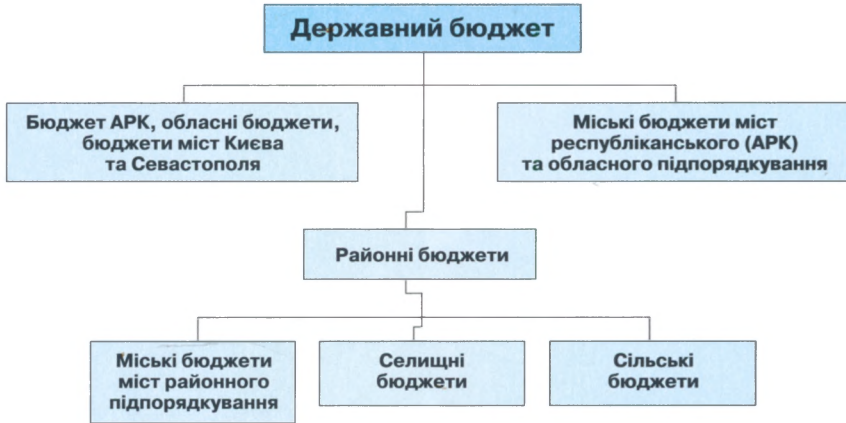 Державний бюджет
Бюджет АРК, обласні бюджети,
бюджети міст Києва
та Севастополя
Міські бюджети міст
республіканського (АРК)
та обласного підпорядкування
Районні бюджети
Міські бюджети
міст районного
підпорядкування
Селищні
бюджети
Сільські
бюджети